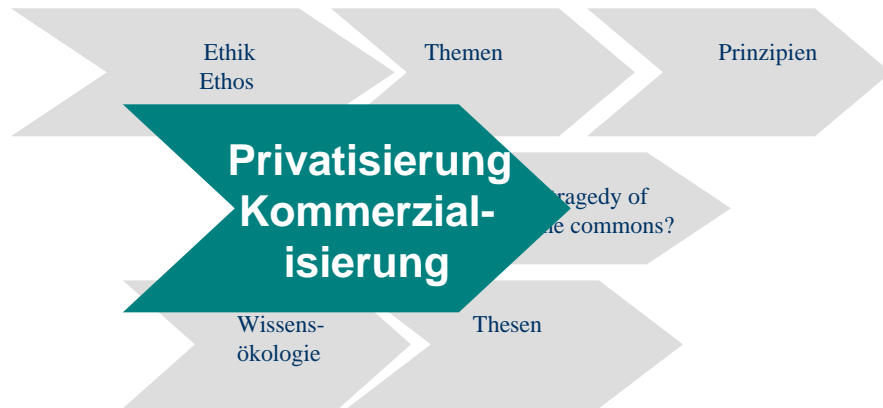 Ethik
Ethos
Themen
Prinzipien
Privatisierung
Kommerzial-
isierung
ragedy of
e commons?
Wissens-
ökologie
Thesen